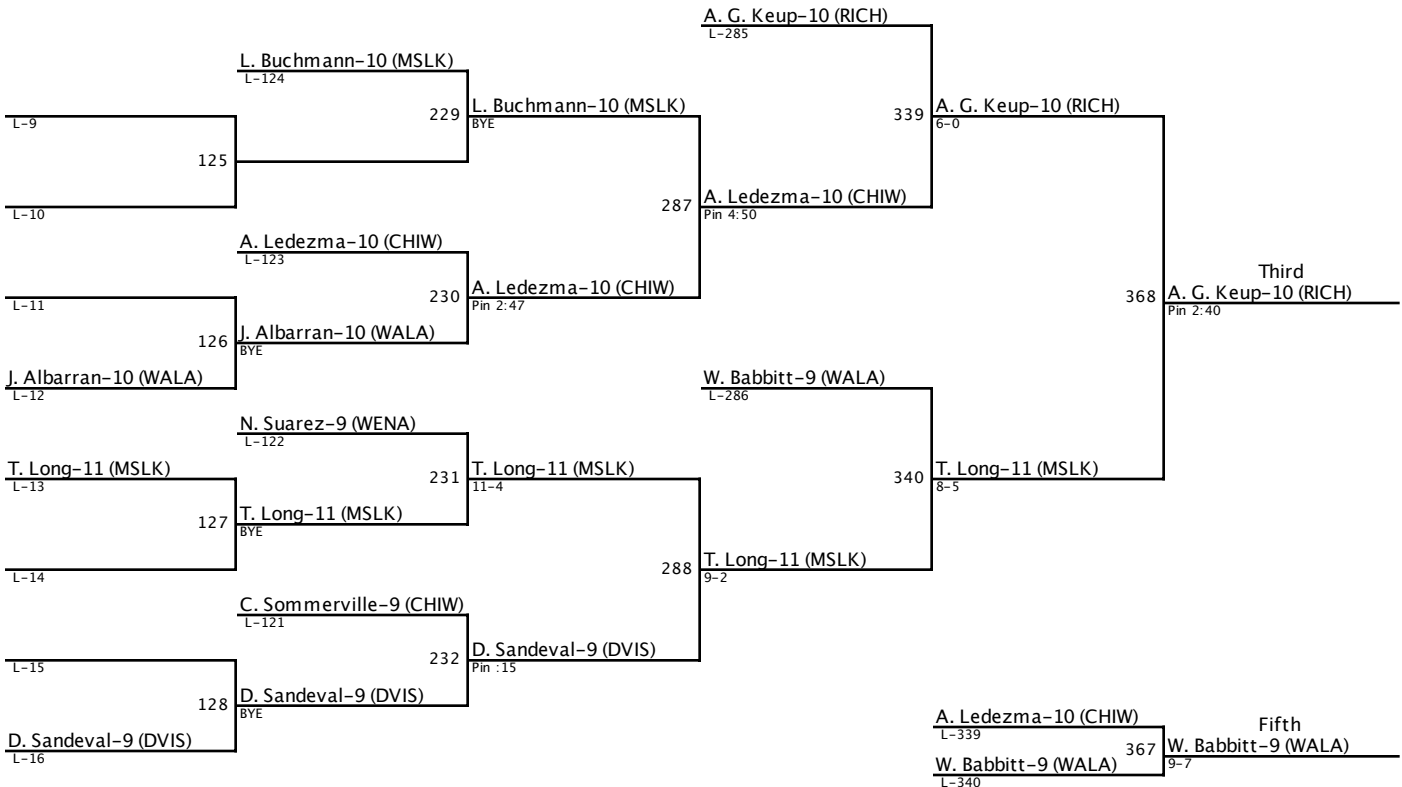 A. G. Keup-10 (RICH)
L-285
L. Buchmann-10 (MSLK)
L-124
229
L. Buchmann-10 (MSLK)
BYE
339
A. G. Keup-10 (RICH)
6-0
L-9
125
L-10
287
A. Ledezma-10 (CHIW)
Pin 4:50
A. Ledezma-10 (CHIW)
L-123
230
A. Ledezma-10 (CHIW)
Pin 2:47
L-11
126
J. Albarran-10 (WALA)
BYE
J. Albarran-10 (WALA)
L-12
368
Third
A. G. Keup-10 (RICH)
Pin 2:40
W. Babbitt-9 (WALA)
L-286
N. Suarez-9 (WENA)
L-122
T. Long-11 (MSLK)
L-13
231
T. Long-11 (MSLK)
11-4
340
T. Long-11 (MSLK)
8-5
127
T. Long-11 (MSLK)
BYE
L-14
288
T. Long-11 (MSLK)
9-2
C. Sommerville-9 (CHIW)
L-121
L-15
232
D. Sandeval-9 (DVIS)
Pin :15
128
D. Sandeval-9 (DVIS)
BYE
D. Sandeval-9 (DVIS)
L-16
A. Ledezma-10 (CHIW)
L-339
367
Fifth
W. Babbitt-9 (WALA)
9-7
W. Babbitt-9 (WALA)
L-340